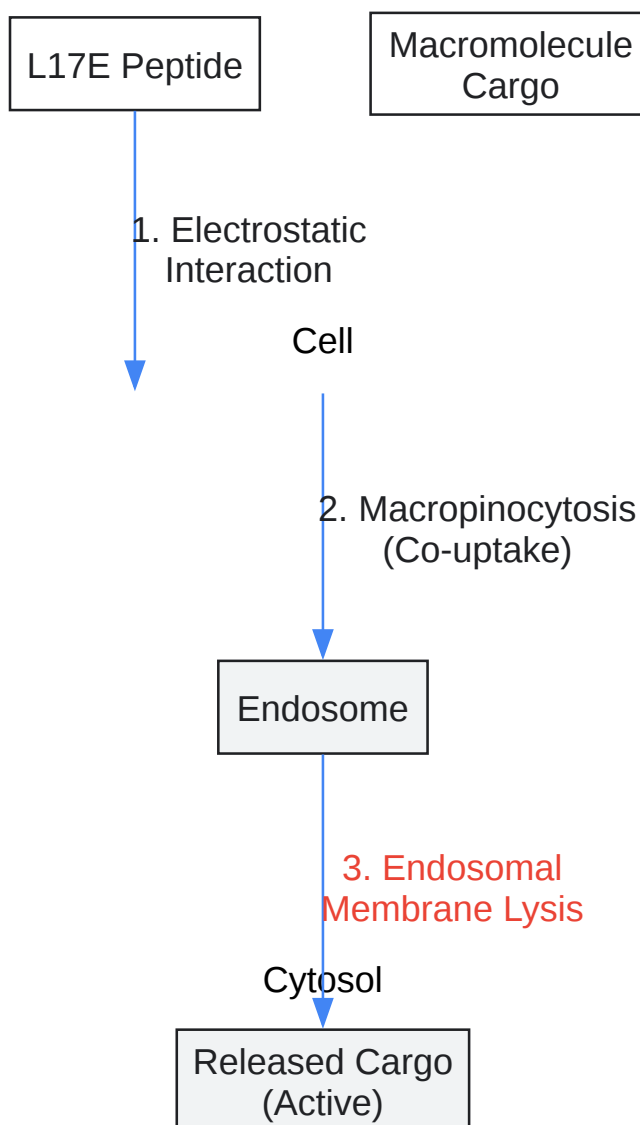 L17E Peptide
Macromolecule
Cargo
1. Electrostatic
Interaction
Cell
2. Macropinocytosis
(Co-uptake)
Endosome
3. Endosomal
Membrane Lysis
Cytosol
Released Cargo
(Active)